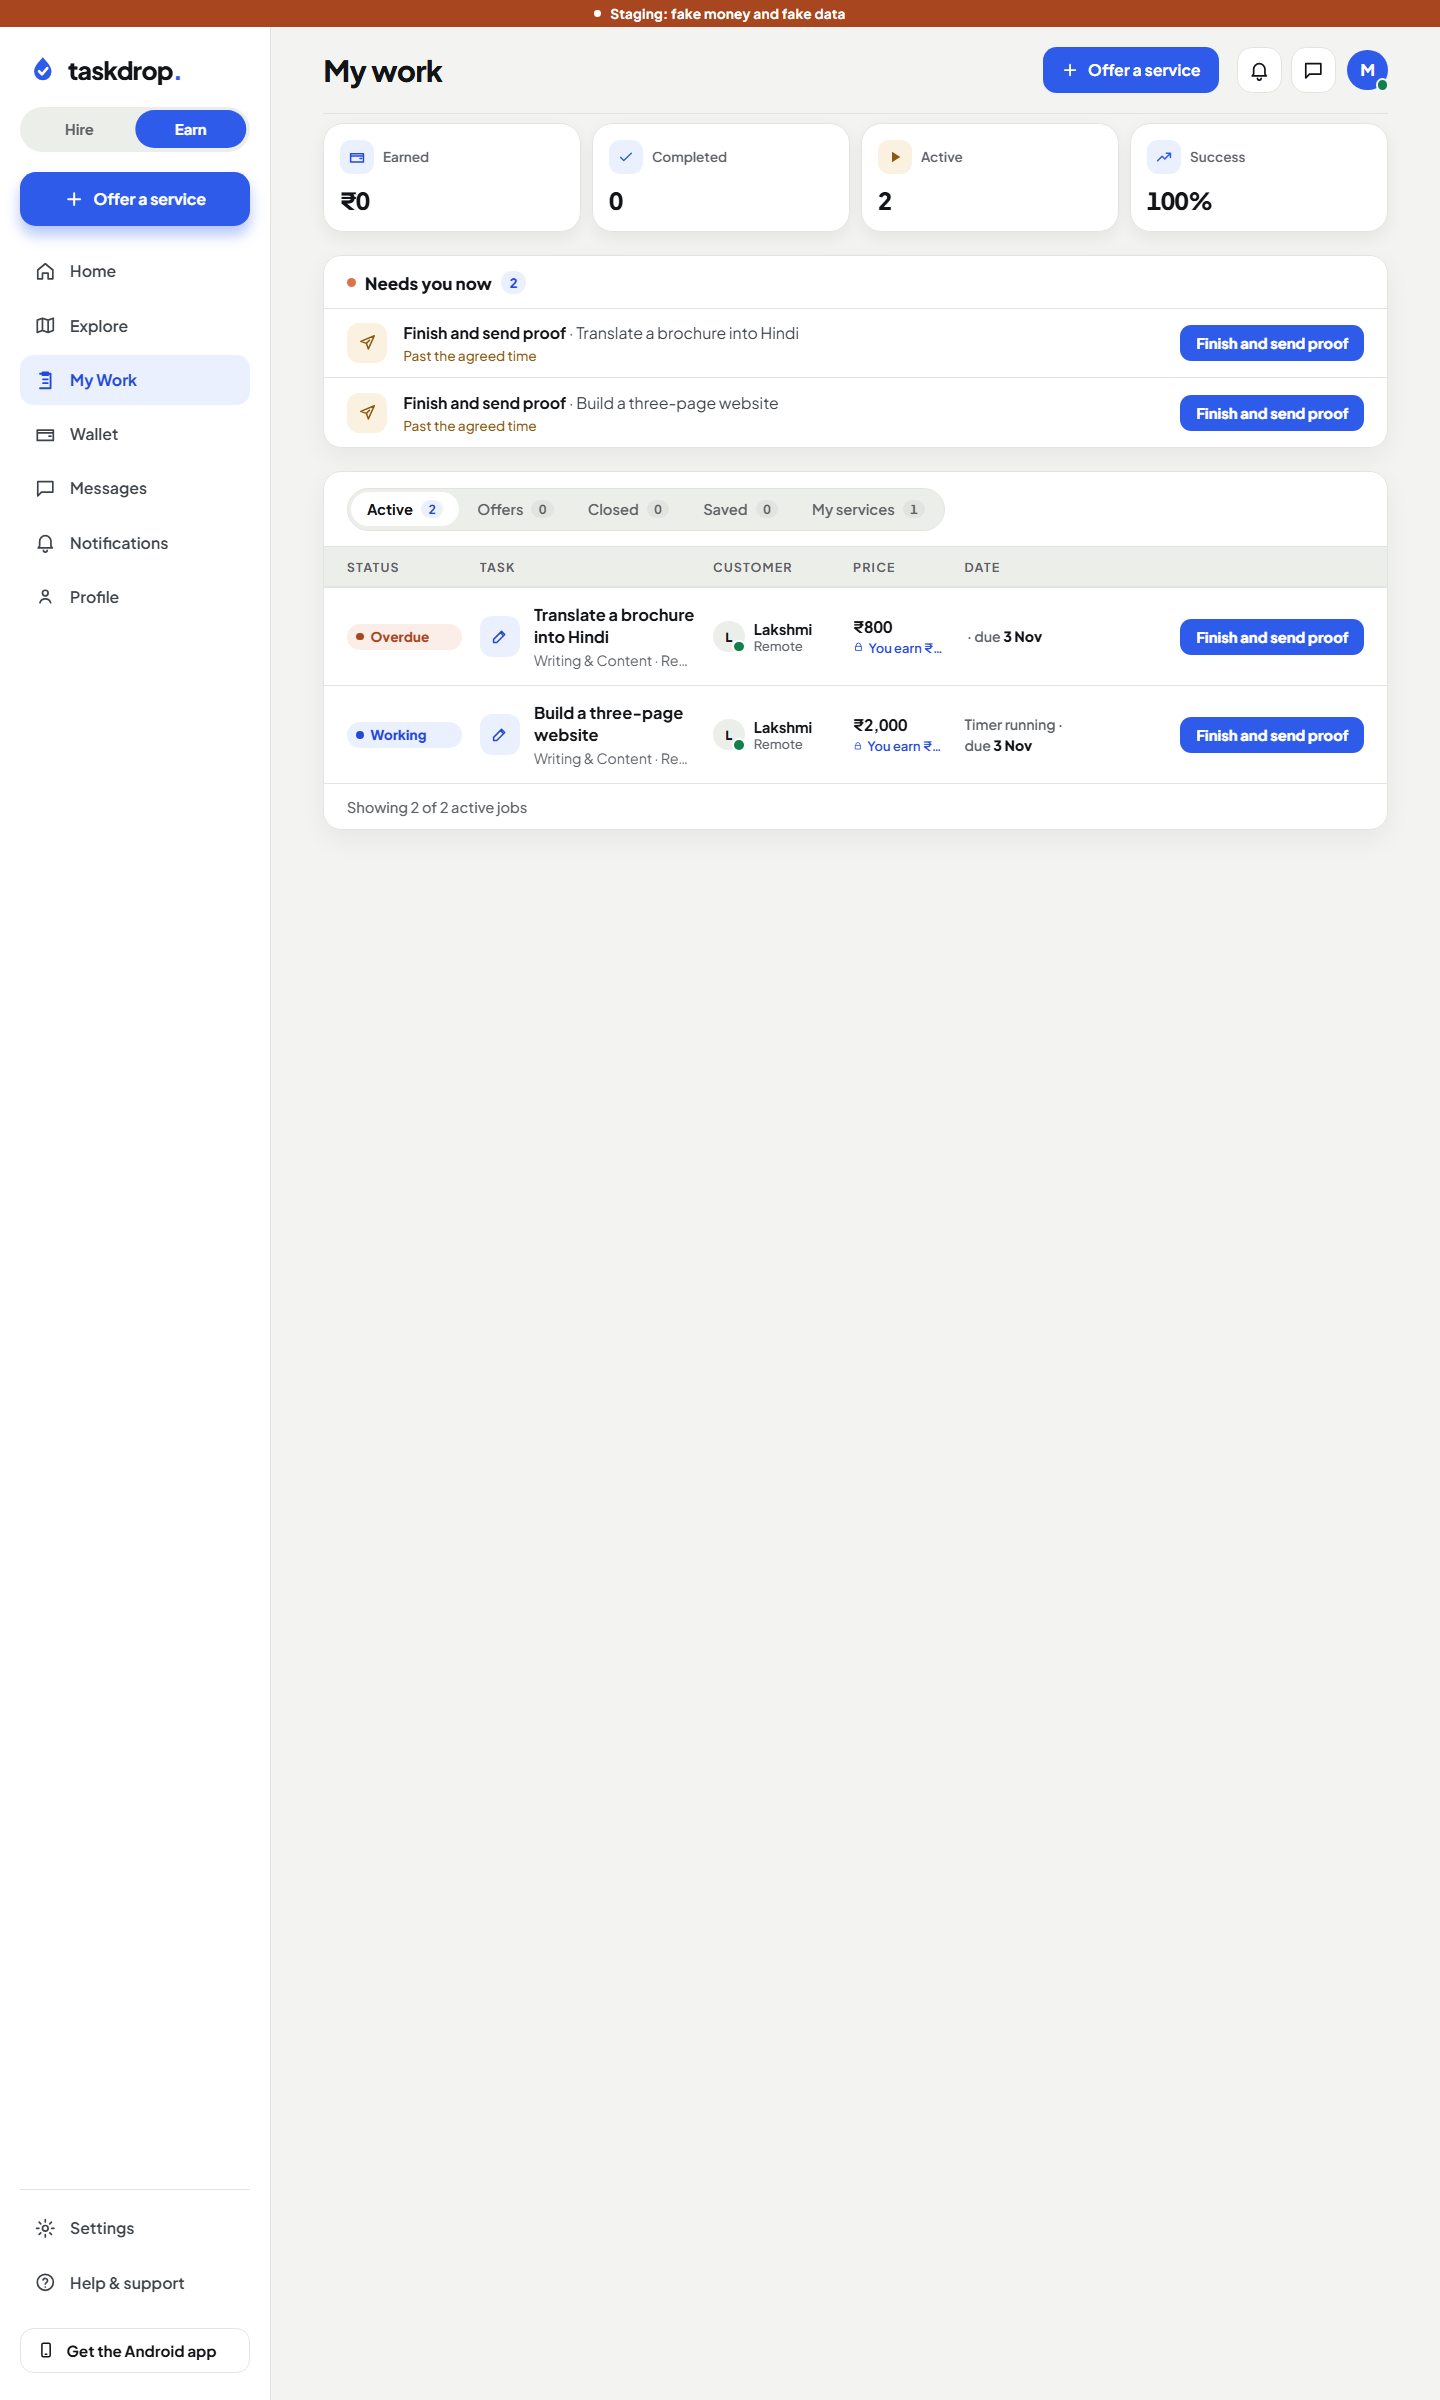 Staging: fake money and fake data
taskdrop.
Hire
Earn
Offer a service
Home
Explore
My Work
Wallet
Messages
Notifications
Profile
Settings
Help & support
Get the Android app
My work
Offer a service
M
Earned
₹0
Completed
0
Active
2
Success
100%
Needs you now 2
Finish and send proof · Translate a brochure into Hindi
Past the agreed time
Finish and send proof
Finish and send proof · Build a three-page website
Past the agreed time
Finish and send proof
Active 2
Offers 0
Closed 0
Saved 0
My services 1
STATUS
TASK
CUSTOMER
PRICE
DATE
Overdue
Translate a brochure
into Hindi
Writing & Content · Re…
L
Lakshmi
Remote
₹800
You earn ₹…
· due 3 Nov
Finish and send proof
Working
Build a three-page
website
Writing & Content · Re…
L
Lakshmi
Remote
₹2,000
You earn ₹…
Timer running ·
due 3 Nov
Finish and send proof
Showing 2 of 2 active jobs